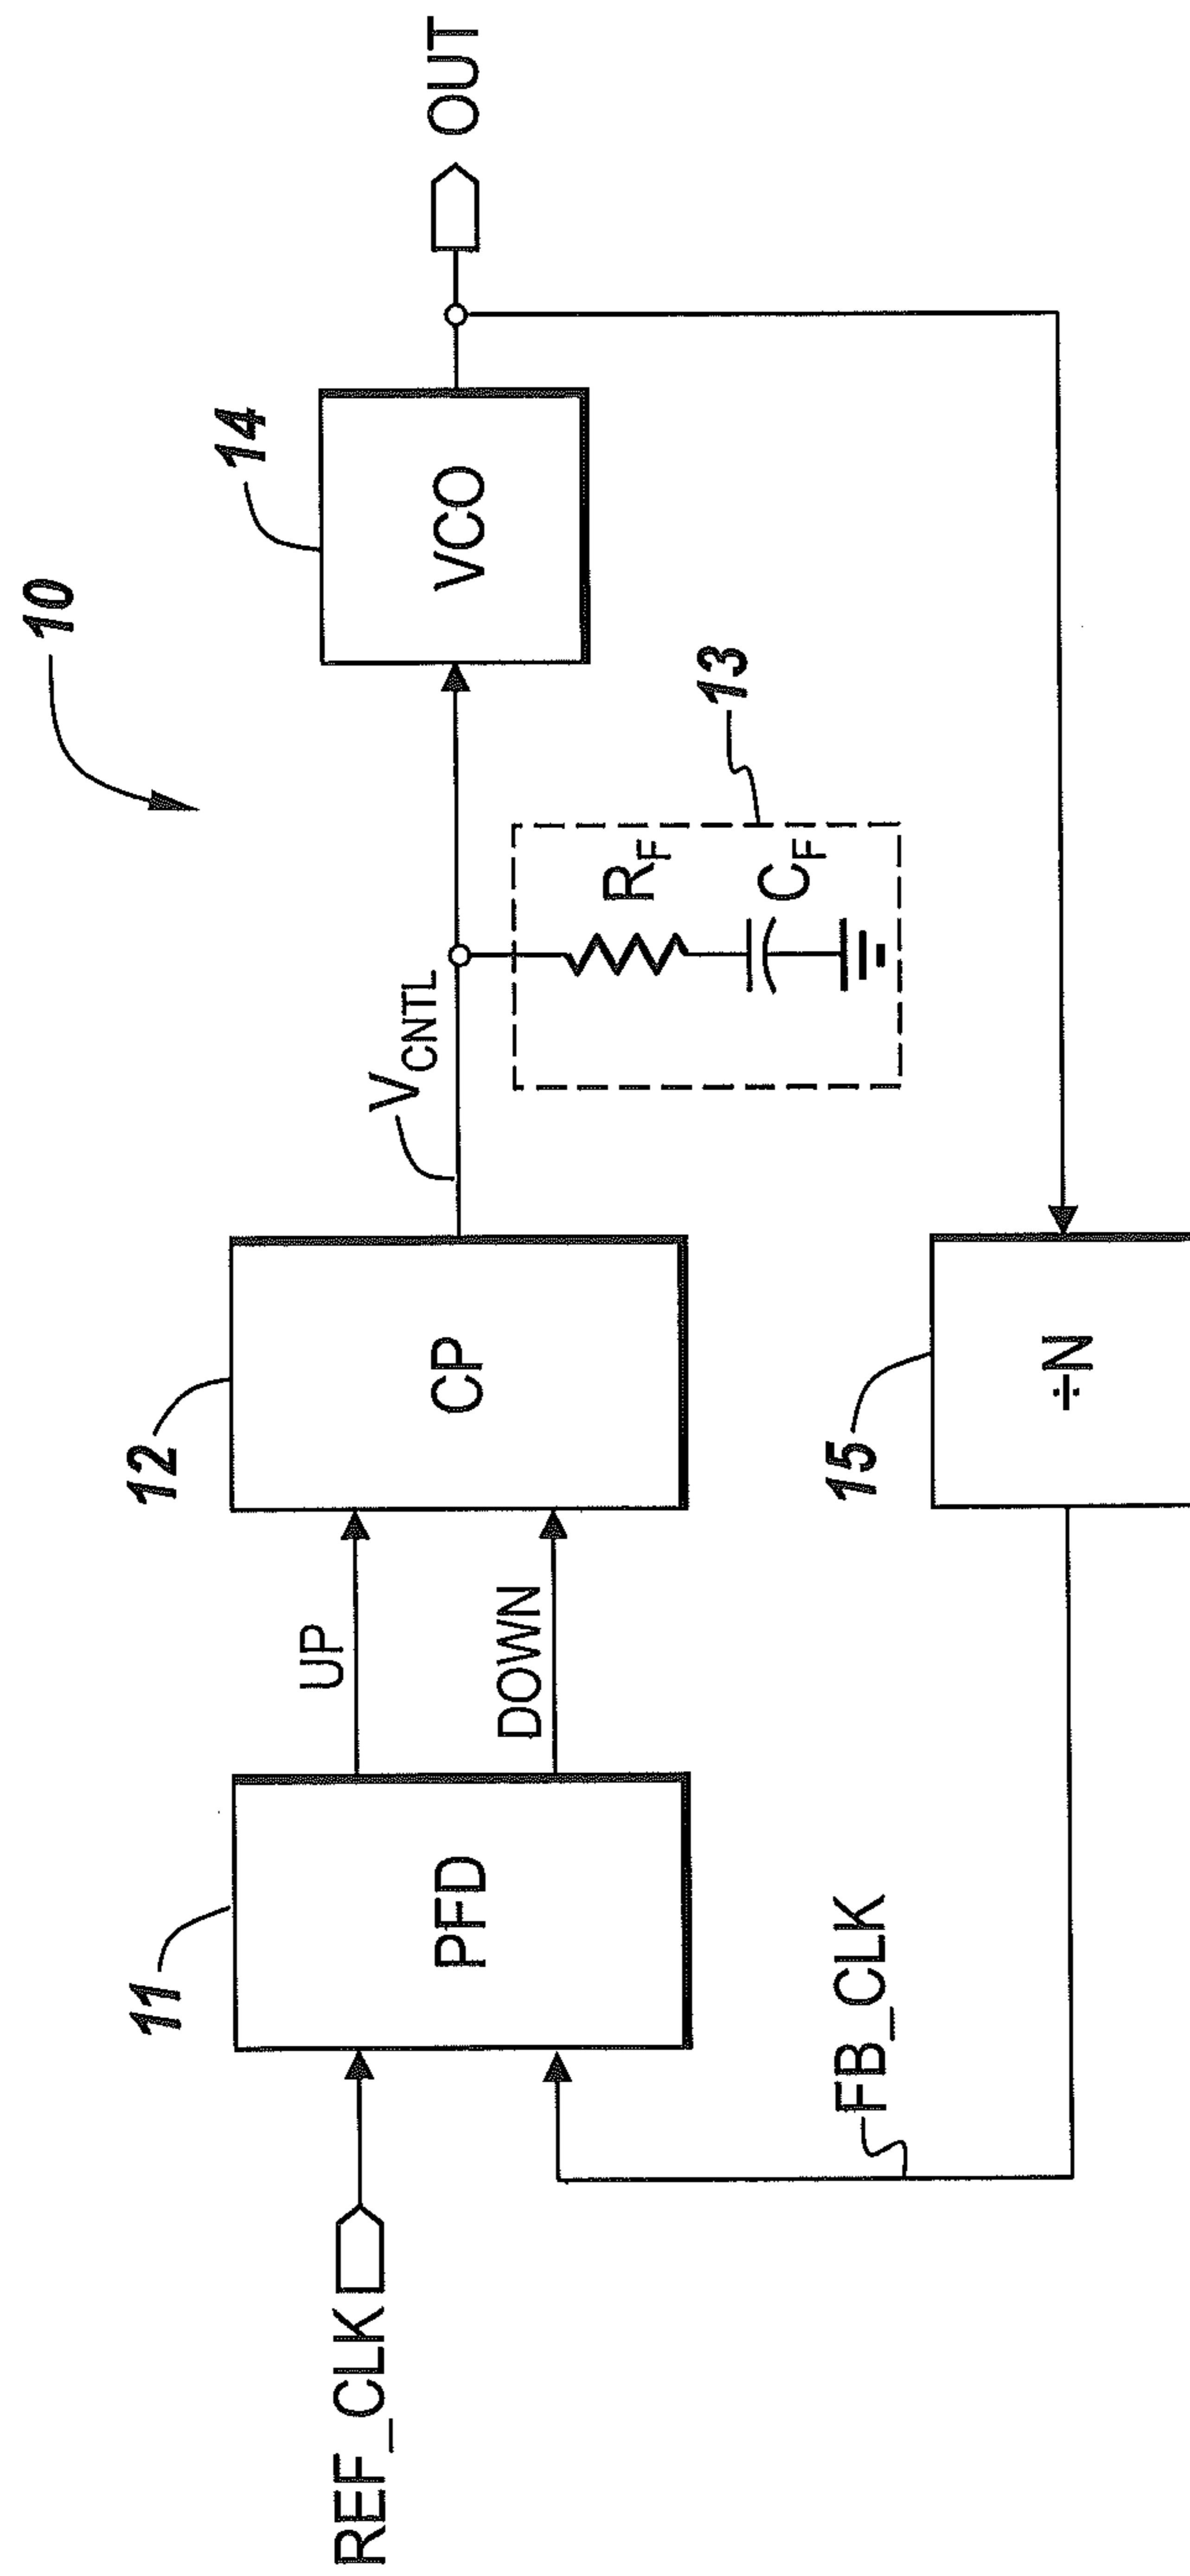 10
11
12
14
REF_CLK
PFD
UP
DOWN
CP
V_CNTL
VCO
OUT
R_F
C_F
13
FB_CLK
15
÷N